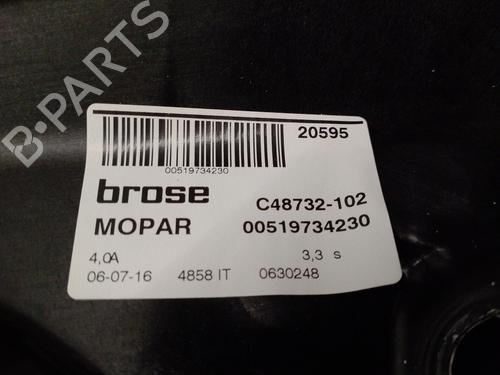 B-PARTS
20595
00519734230
brose
C48732-102
MOPAR 00519734230
4,0A 3,3 s
06-07-16 4858 IT 0630248